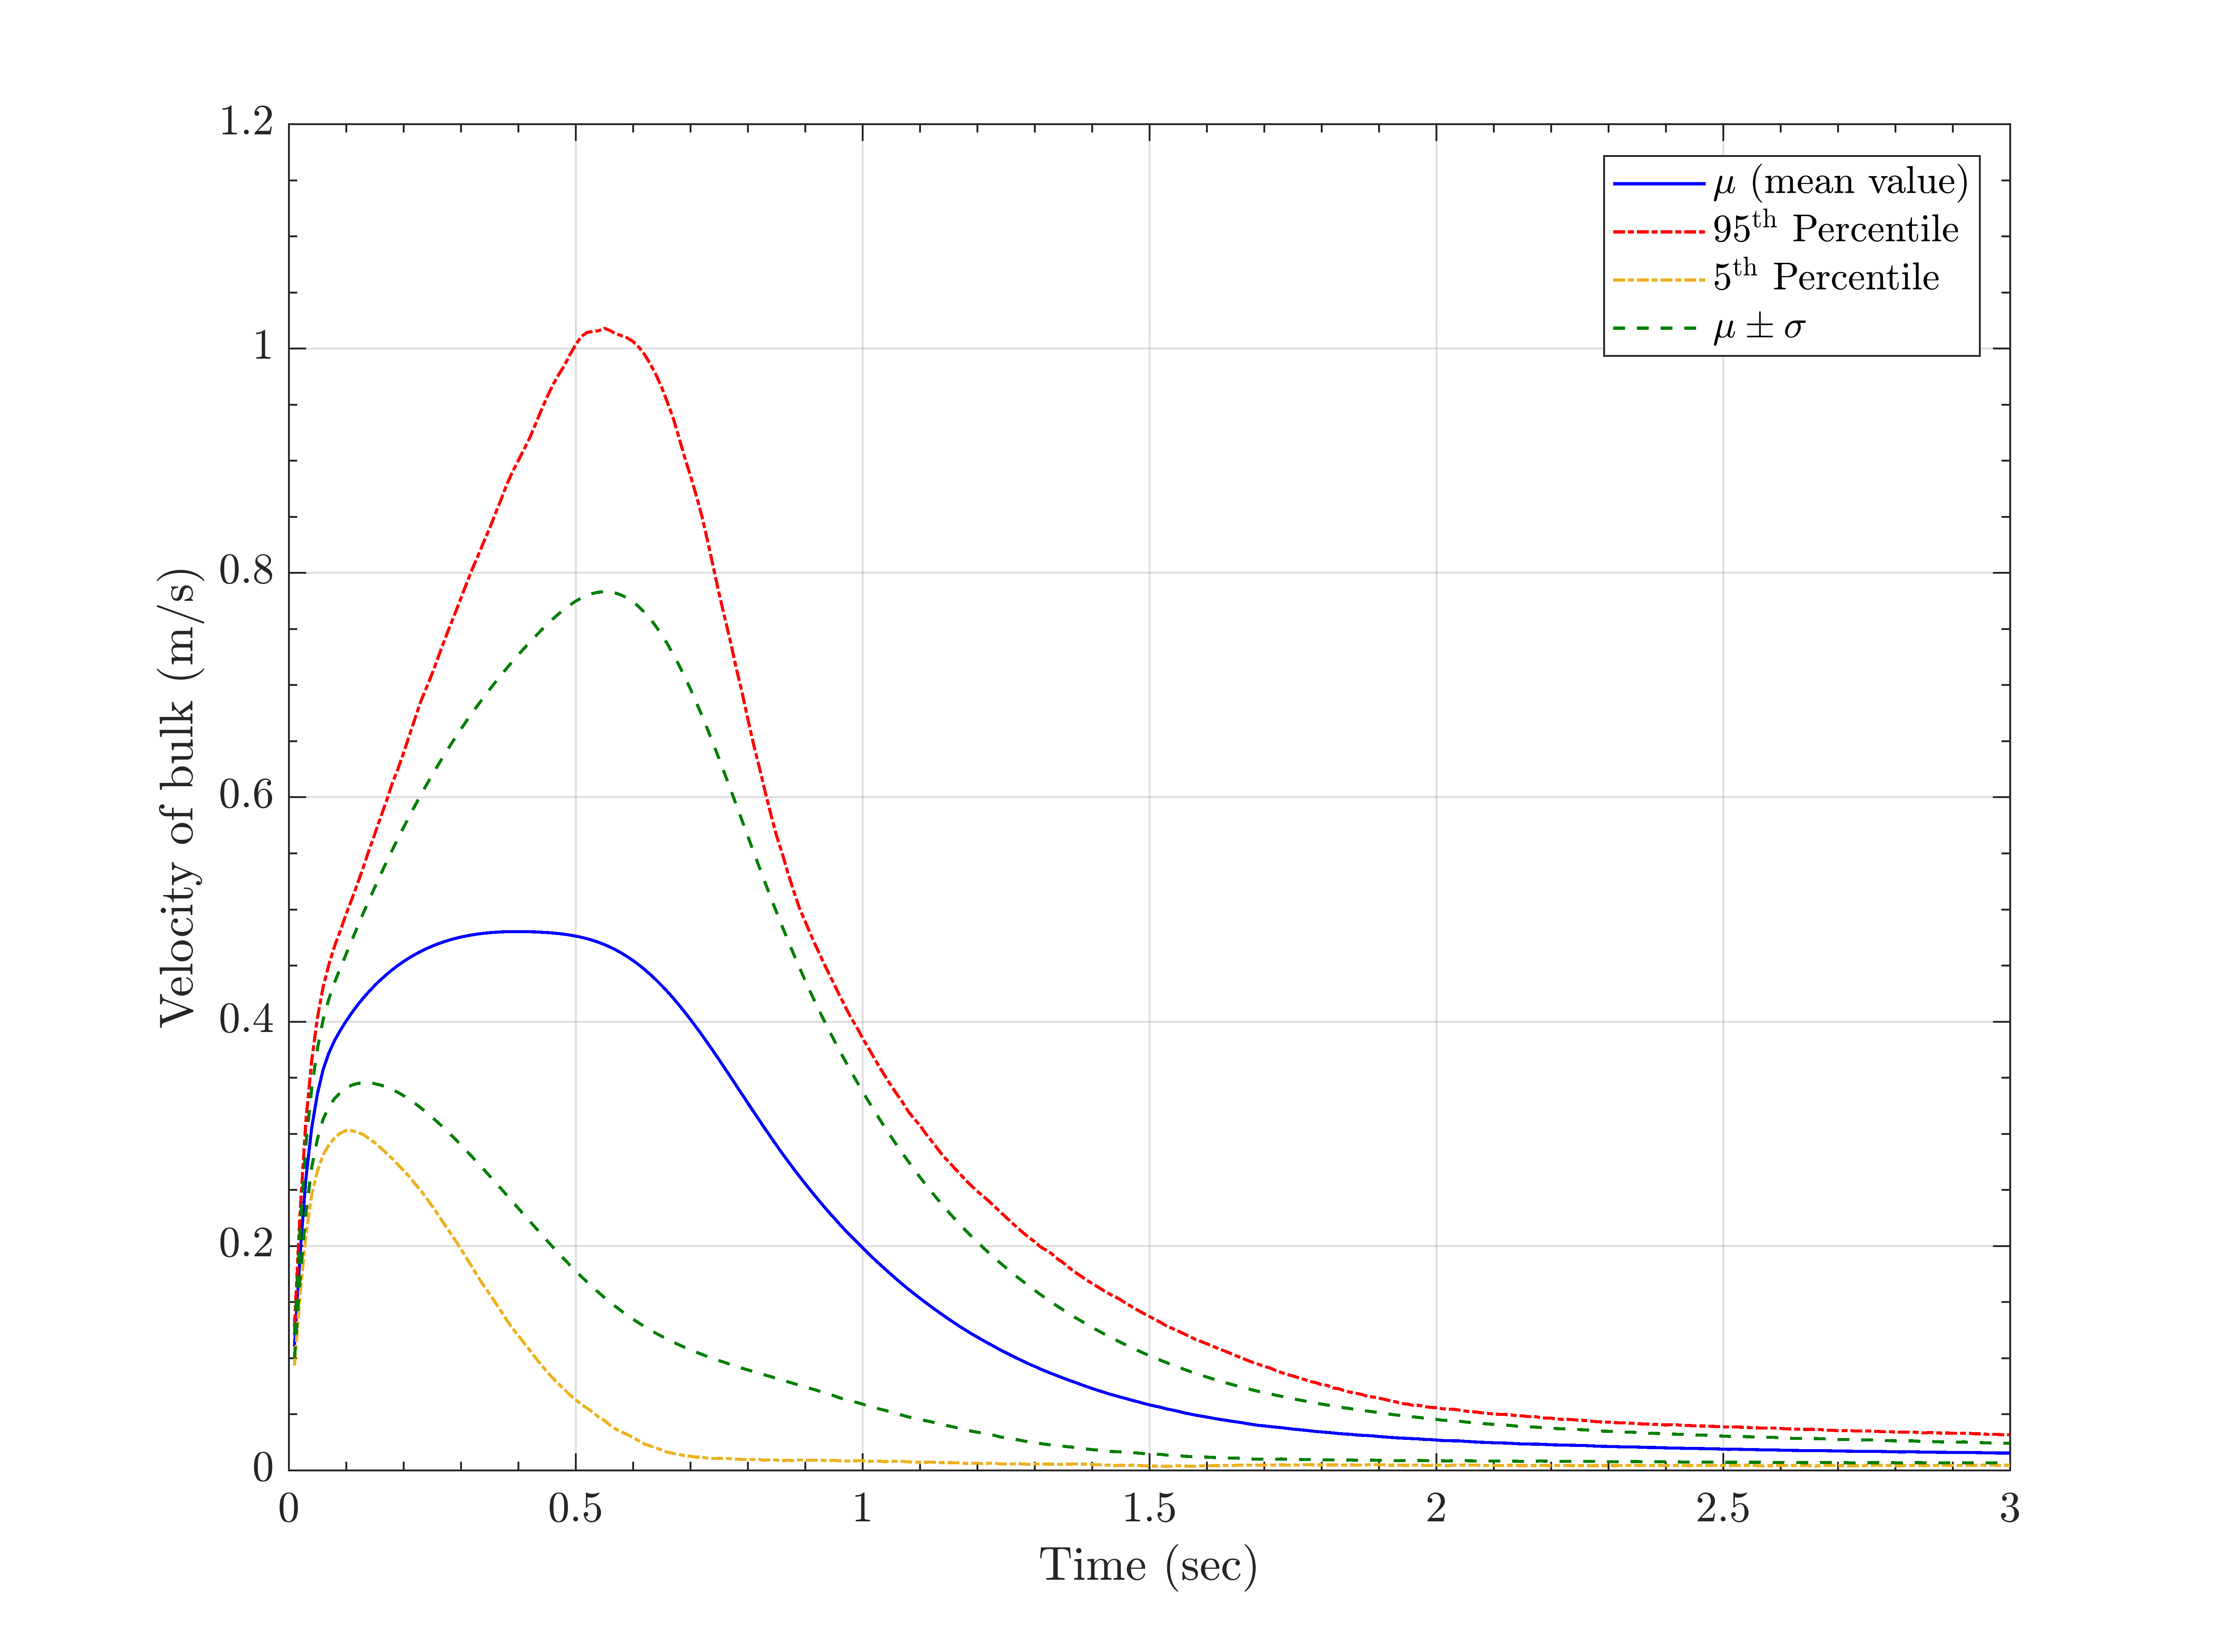 1.2
1
0.8
0.6
0.4
0.2
0
Velocity of bulk (m/s)
μ (mean value)
95th Percentile
5th Percentile
μ ± σ
0 0.5 1 1.5 2 2.5 3
Time (sec)